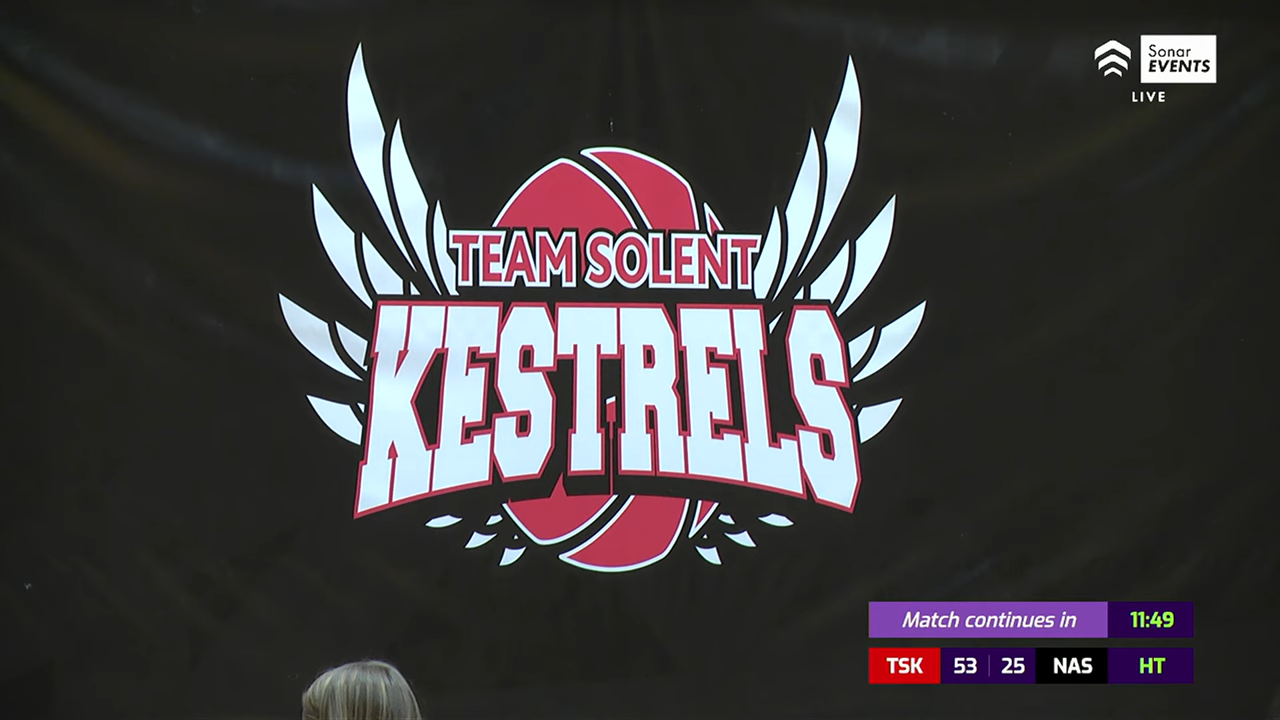 Sonar
EVENTS
LIVE
TEAM SOLENT
KESTRELS
Match continues in 11:49
TSK 53 25 NAS HT